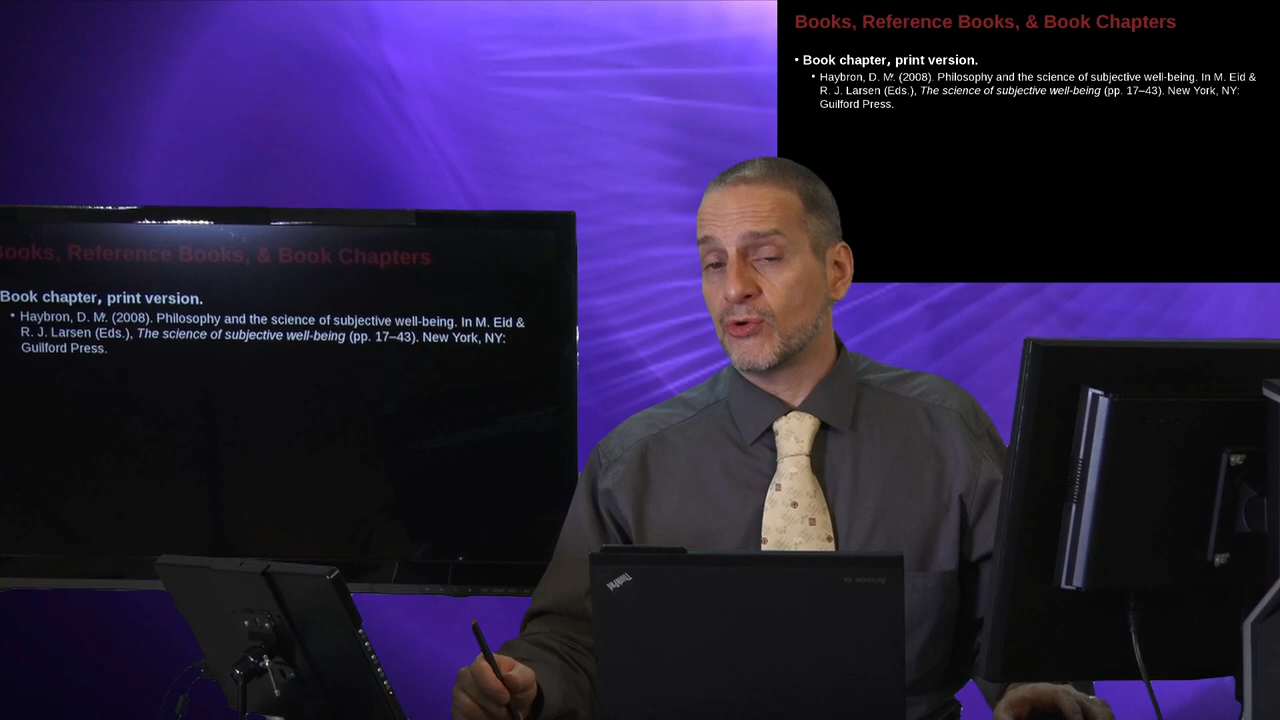 Books, Reference Books, & Book Chapters
• Book chapter, print version.
• Haybron, D. M. (2008). Philosophy and the science of subjective well-being. In M. Eid &
R. J. Larsen (Eds.), The science of subjective well-being (pp. 17–43). New York, NY:
Guilford Press.
Books, Reference Books, & Book Chapters
Book chapter, print version.
• Haybron, D. M. (2008). Philosophy and the science of subjective well-being. In M. Eid &
R. J. Larsen (Eds.), The science of subjective well-being (pp. 17–43). New York, NY:
Guilford Press.
ThinkPad